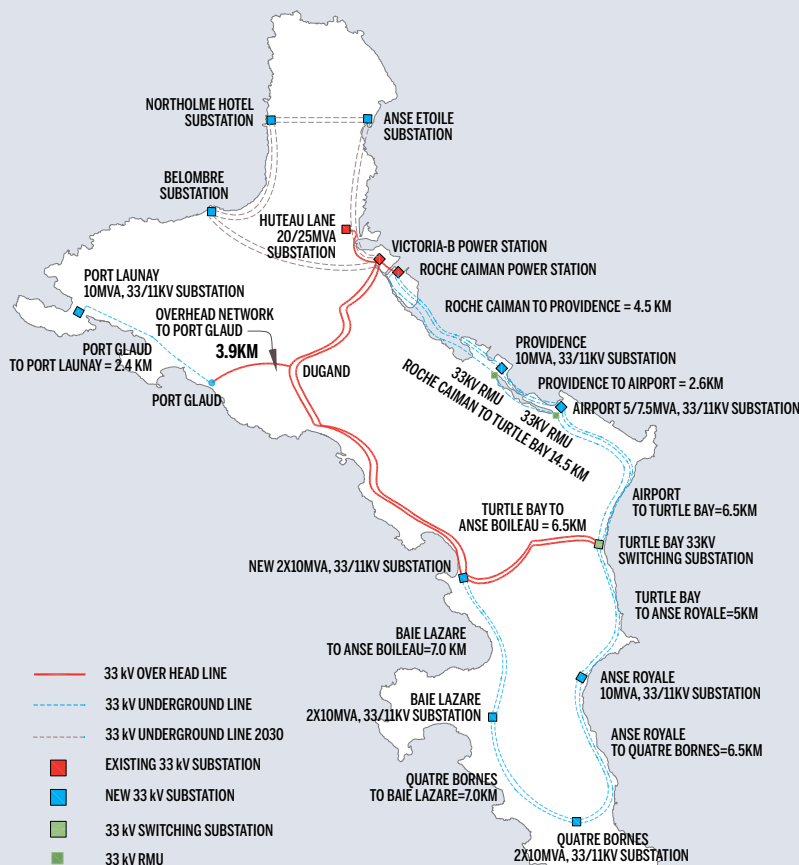 NORTHOLME HOTEL
SUBSTATION
ANSE ETOILE
SUBSTATION
BELOMBRE
SUBSTATION
HUTEAU LANE
20/25MVA
SUBSTATION
VICTORIA-B POWER STATION
ROCHE CAIMAN POWER STATION
PORT LAUNAY
10MVA, 33/11KV SUBSTATION
ROCHE CAIMAN TO PROVIDENCE = 4.5 KM
OVERHEAD NETWORK
TO PORT GLAUD
3.9KM
PORT GLAUD
TO PORT LAUNAY = 2.4 KM
PROVIDENCE
10MVA, 33/11KV SUBSTATION
DUGAND
33KV RMU
PROVIDENCE TO AIRPORT = 2.6KM
PORT GLAUD
33KV RMU
AIRPORT 5/7.5MVA, 33/11KV SUBSTATION
ROCHE CAIMAN TO TURTLE BAY 14.5 KM
AIRPORT
TO TURTLE BAY=6.5KM
TURTLE BAY TO
ANSE BOILEAU = 6.5KM
TURTLE BAY 33KV
SWITCHING SUBSTATION
NEW 2X10MVA, 33/11KV SUBSTATION
TURTLE BAY
TO ANSE ROYALE=5KM
BAIE LAZARE
TO ANSE BOILEAU=7.0 KM
ANSE ROYALE
10MVA, 33/11KV SUBSTATION
BAIE LAZARE
2X10MVA, 33/11KV SUBSTATION
ANSE ROYALE
TO QUATRE BORNES=6.5KM
QUATRE BORNES
TO BAIE LAZARE=7.0KM
QUATRE BORNES
2X10MVA, 33/11KV SUBSTATION
33 kV OVER HEAD LINE
33 kV UNDERGROUND LINE
33 kV UNDERGROUND LINE 2030
EXISTING 33 kV SUBSTATION
NEW 33 kV SUBSTATION
33 kV SWITCHING SUBSTATION
33 kV RMU